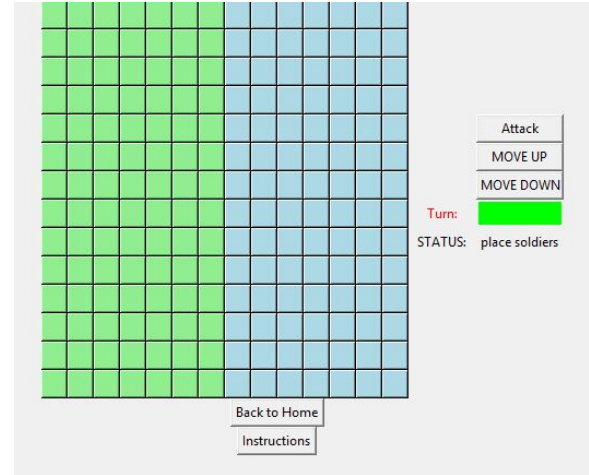 Attack
MOVE UP
MOVE DOWN
Turn:
STATUS: place soldiers
Back to Home
Instructions